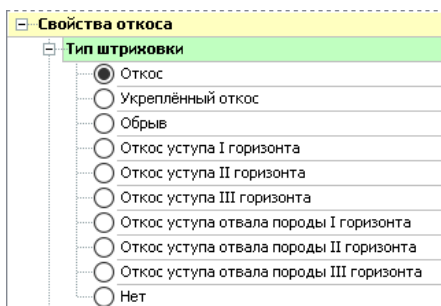 Свойства откоса
Тип штриховки
Откос
Укреплённый откос
Обрыв
Откос уступа I горизонта
Откос уступа II горизонта
Откос уступа III горизонта
Откос уступа отвала породы I горизонта
Откос уступа отвала породы II горизонта
Откос уступа отвала породы III горизонта
Нет